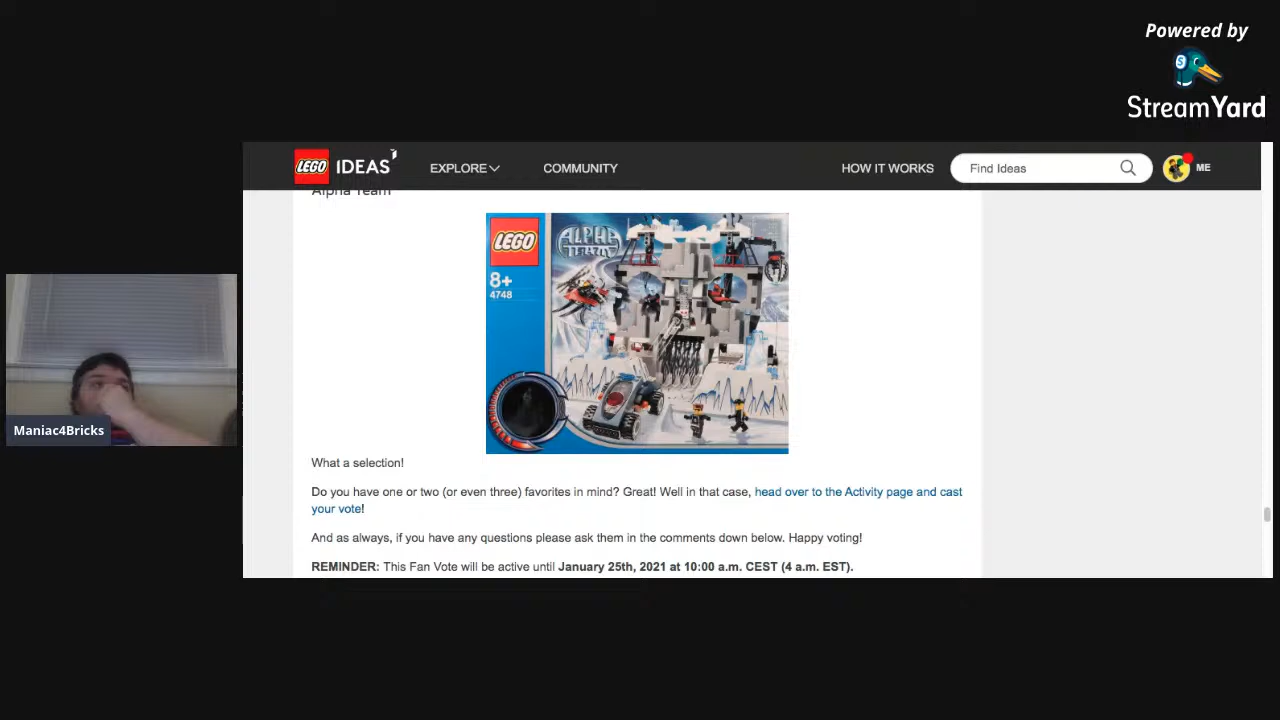 Powered by
StreamYard
LEGO IDEAS
EXPLORE
COMMUNITY
HOW IT WORKS
Find Ideas
ME
Alpha Team
LEGO
ALPHA
TEAM
8+
4748
Maniac4Bricks
What a selection!
Do you have one or two (or even three) favorites in mind? Great! Well in that case, head over to the Activity page and cast
your vote!
And as always, if you have any questions please ask them in the comments down below. Happy voting!
REMINDER: This Fan Vote will be active until January 25th, 2021 at 10:00 a.m. CEST (4 a.m. EST).